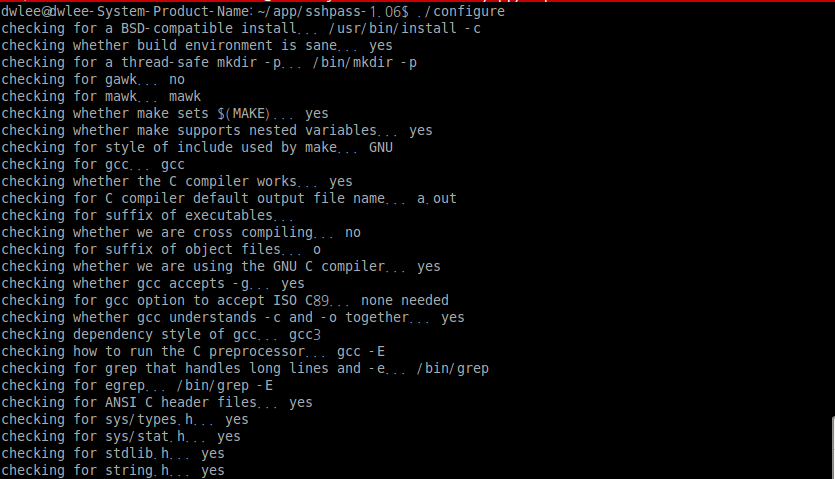 dwlee@dwlee-System-Product-Name:~/app/sshpass-1.06$ ./configure
checking for a BSD-compatible install... /usr/bin/install -c
checking whether build environment is sane... yes
checking for a thread-safe mkdir -p... /bin/mkdir -p
checking for gawk... no
checking for mawk... mawk
checking whether make sets $(MAKE)... yes
checking whether make supports nested variables... yes
checking for style of include used by make... GNU
checking for gcc... gcc
checking whether the C compiler works... yes
checking for C compiler default output file name... a.out
checking for suffix of executables...
checking whether we are cross compiling... no
checking for suffix of object files... o
checking whether we are using the GNU C compiler... yes
checking whether gcc accepts -g... yes
checking for gcc option to accept ISO C89... none needed
checking whether gcc understands -c and -o together... yes
checking dependency style of gcc... gcc3
checking how to run the C preprocessor... gcc -E
checking for grep that handles long lines and -e... /bin/grep
checking for egrep... /bin/grep -E
checking for ANSI C header files... yes
checking for sys/types.h... yes
checking for sys/stat.h... yes
checking for stdlib.h... yes
checking for string.h... yes